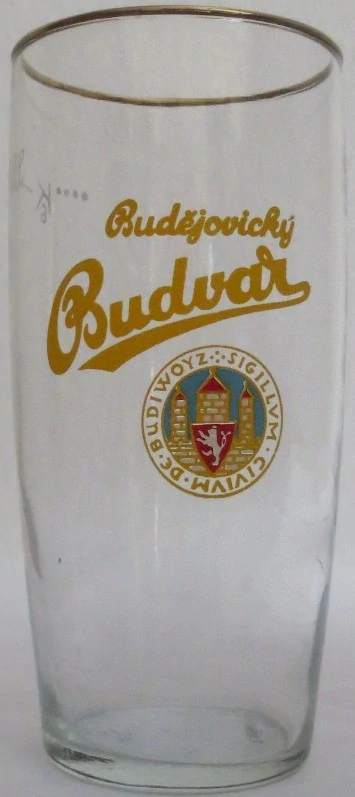 Budějovický
Budvar
SIGILLVM · CIVIVM · DE · BUDIWOYZ